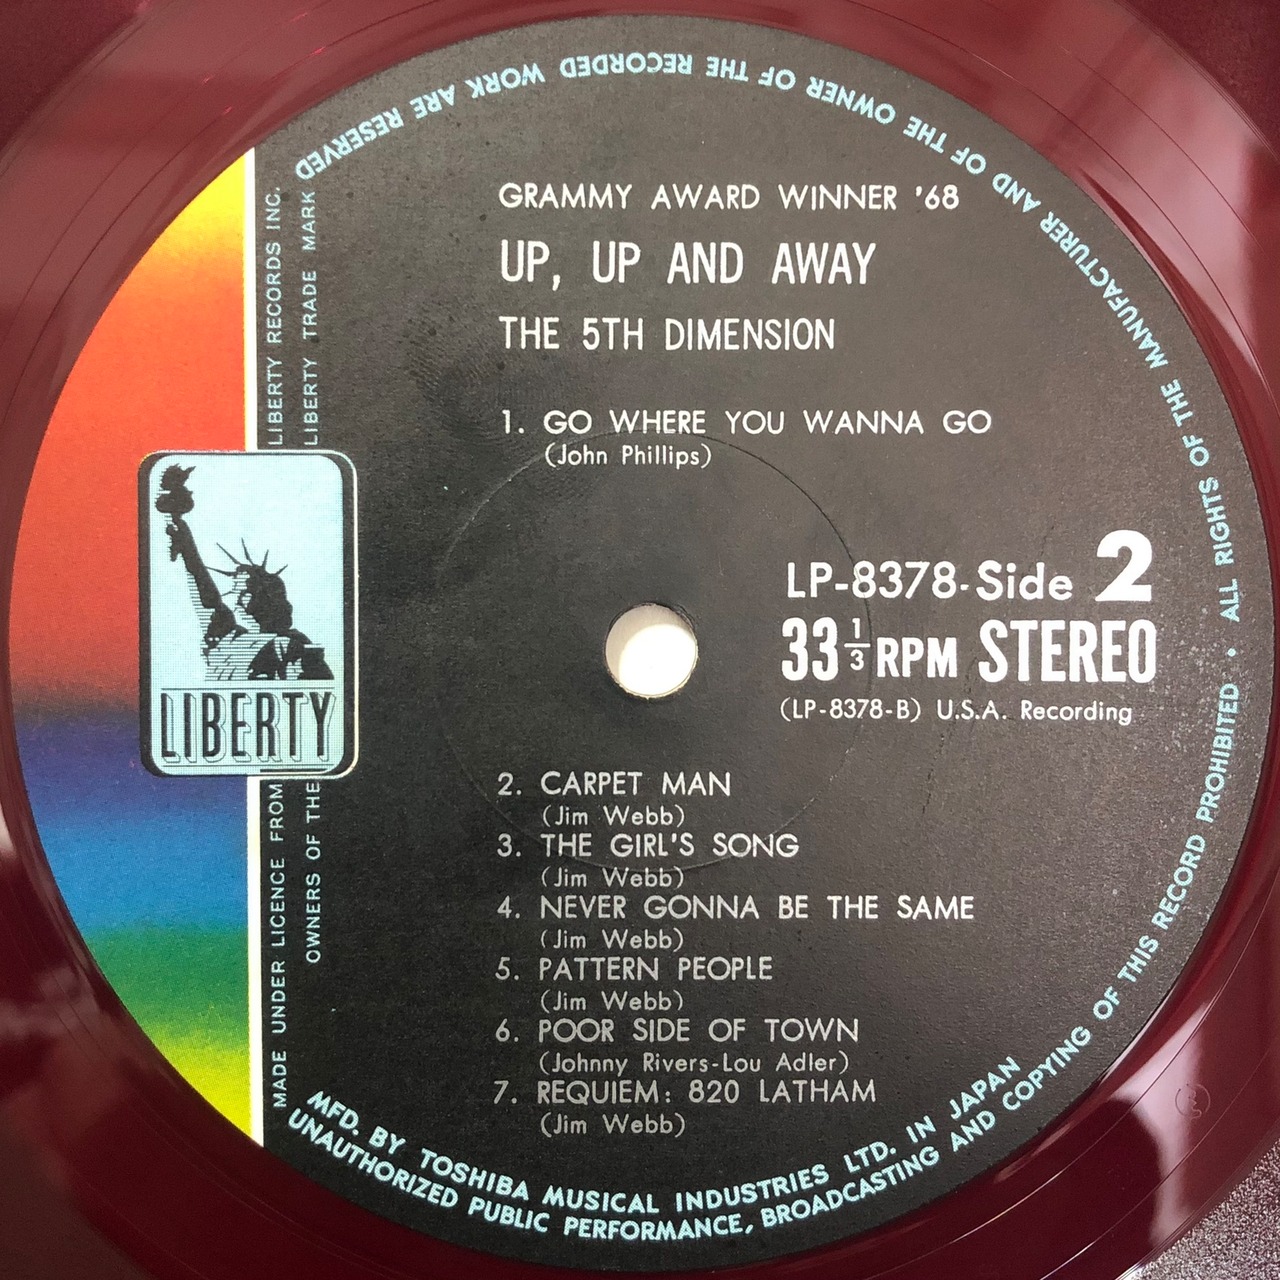 GRAMMY AWARD WINNER '68
UP, UP AND AWAY
THE 5TH DIMENSION
1. GO WHERE YOU WANNA GO
(John Phillips)
LP-8378-Side 2
33 1/3 RPM STEREO
(LP-8378-B) U.S.A. Recording
2. CARPET MAN
(Jim Webb)
3. THE GIRL'S SONG
(Jim Webb)
4. NEVER GONNA BE THE SAME
(Jim Webb)
5. PATTERN PEOPLE
(Jim Webb)
6. POOR SIDE OF TOWN
(Johnny Rivers-Lou Adler)
7. REQUIEM: 820 LATHAM
(Jim Webb)
LIBERTY
MADE UNDER LICENCE FROM LIBERTY RECORDS INC.
OWNERS OF THE LIBERTY TRADE MARK
MFD. BY TOSHIBA MUSICAL INDUSTRIES LTD. IN JAPAN
UNAUTHORIZED PUBLIC PERFORMANCE, BROADCASTING AND COPYING OF THIS RECORD PROHIBITED • ALL RIGHTS OF THE MANUFACTURER AND OF THE OWNER OF THE RECORDED WORK ARE RESERVED